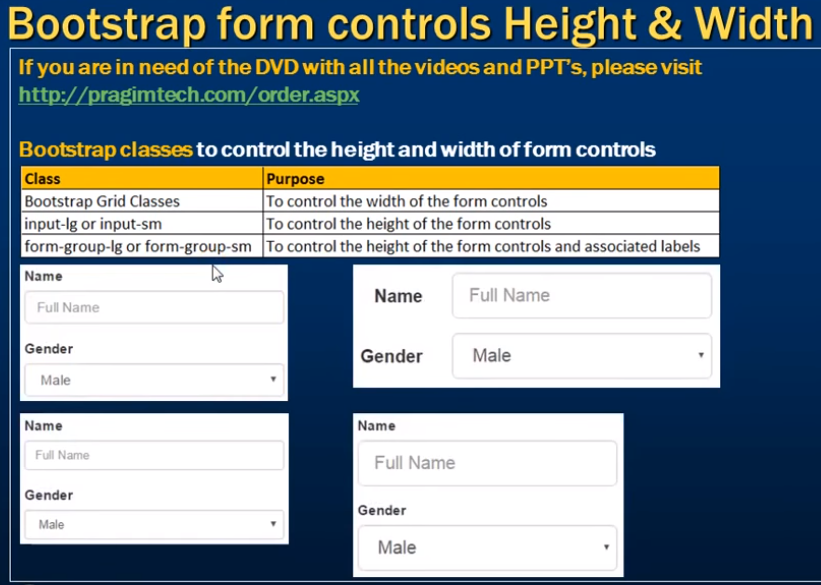 Bootstrap form controls Height & Width
If you are in need of the DVD with all the videos and PPT's, please visit
http://pragimtech.com/order.aspx
Bootstrap classes to control the height and width of form controls
Class Purpose
Bootstrap Grid Classes To control the width of the form controls
input-lg or input-sm To control the height of the form controls
form-group-lg or form-group-sm To control the height of the form controls and associated labels
Name
Full Name
Gender
Male
Name Full Name
Gender Male
Name
Full Name
Gender
Male
Name
Full Name
Gender
Male